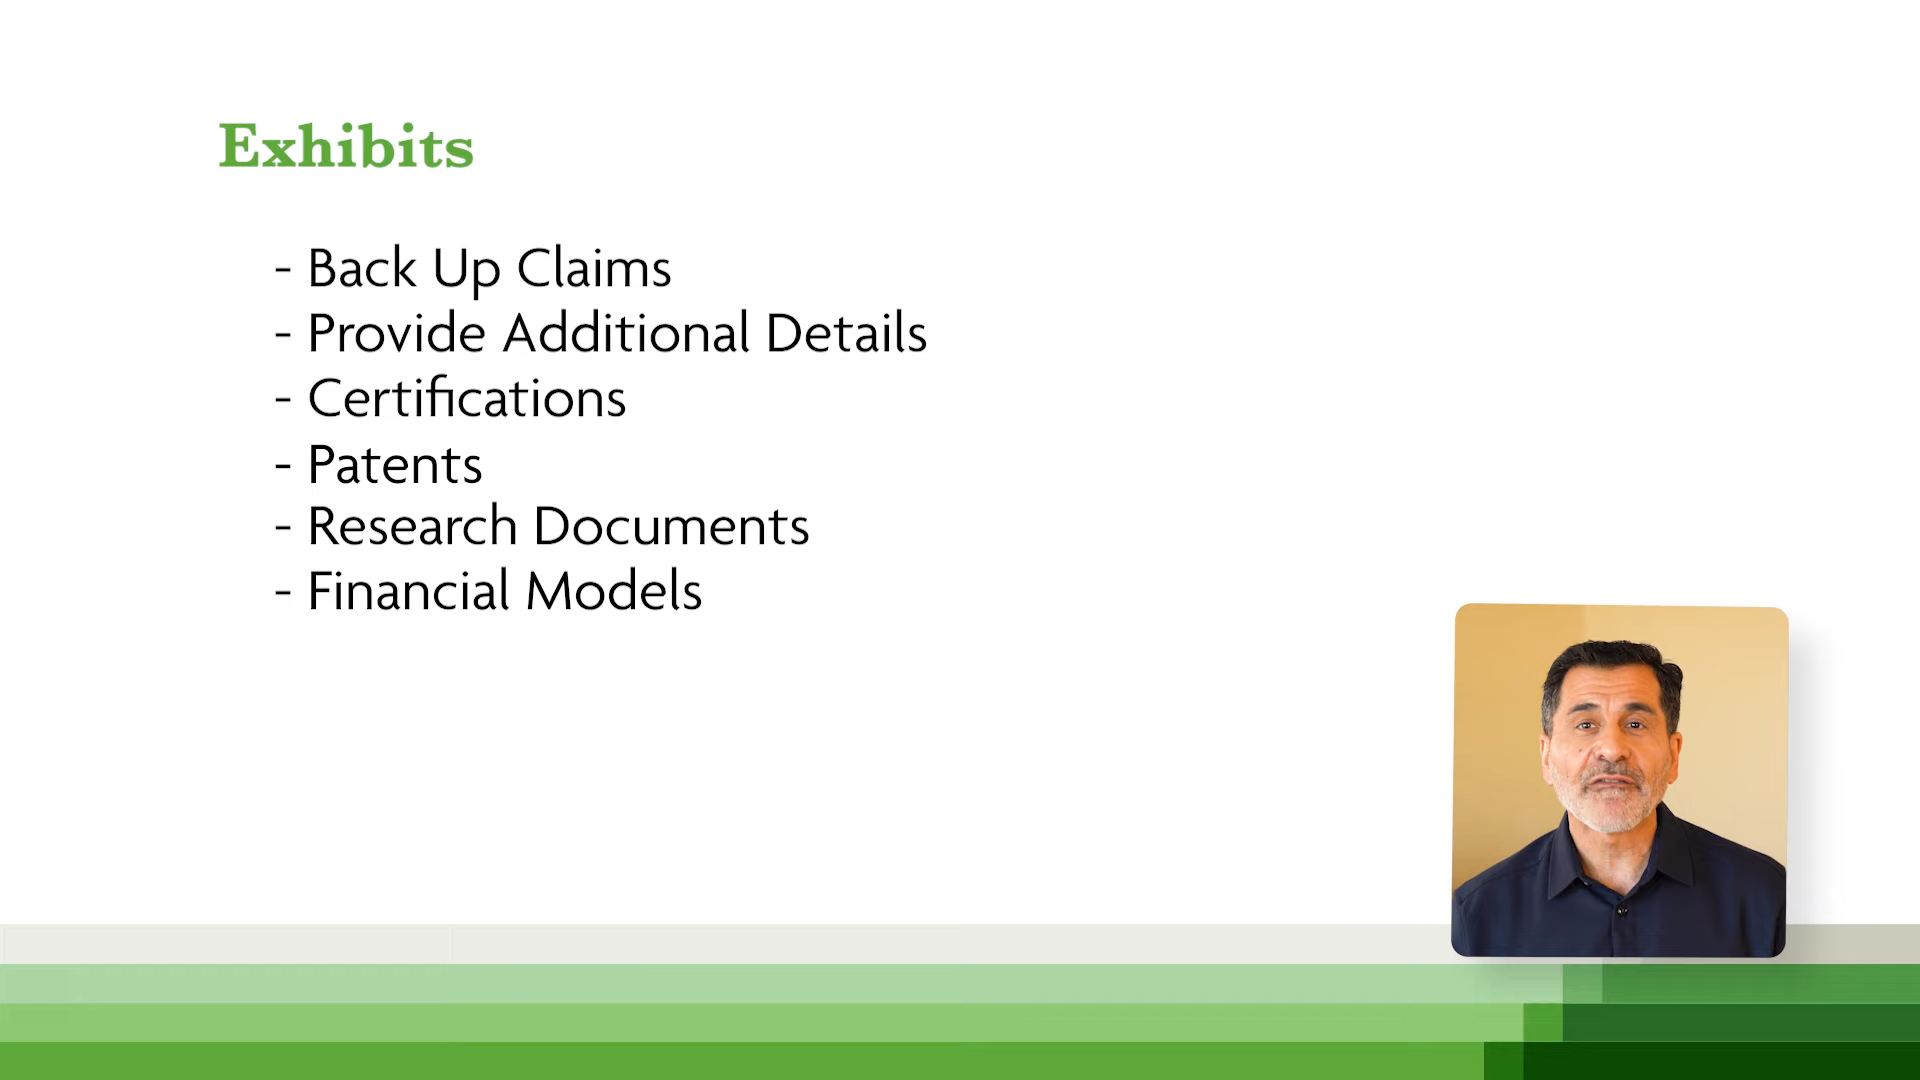 Exhibits
- Back Up Claims
- Provide Additional Details
- Certifications
- Patents
- Research Documents
- Financial Models